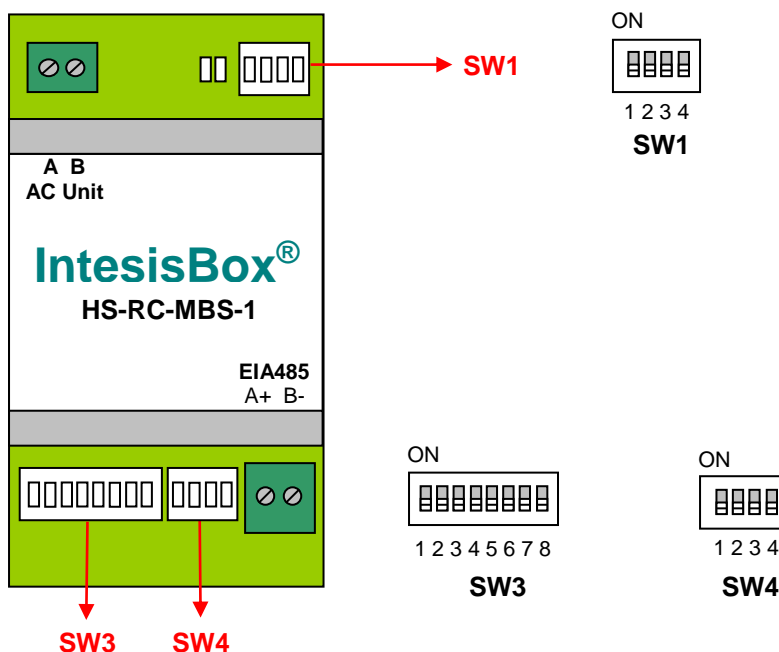 ON
SW1
1 2 3 4
SW1
A B
AC Unit
IntesisBox®
HS-RC-MBS-1
EIA485
A+ B-
ON
ON
1 2 3 4 5 6 7 8
1 2 3 4
SW3
SW4
SW3 SW4